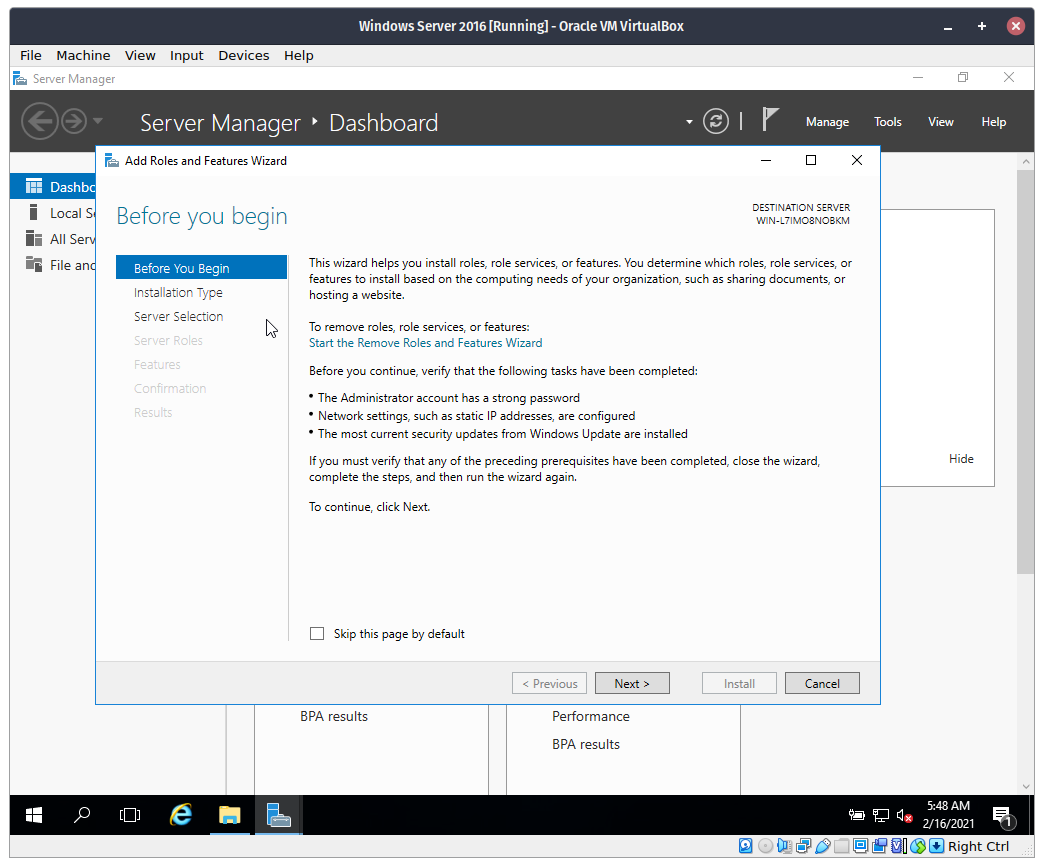 Windows Server 2016 [Running] - Oracle VM VirtualBox
File Machine View Input Devices Help
Server Manager
Server Manager ‣ Dashboard
Manage Tools View Help
Add Roles and Features Wizard
Dashbo
Local Se
All Serv
File and
Before you begin
DESTINATION SERVER
WIN-L7IMO8NOBKM
Before You Begin
Installation Type
Server Selection
Server Roles
Features
Confirmation
Results
This wizard helps you install roles, role services, or features. You determine which roles, role services, or
features to install based on the computing needs of your organization, such as sharing documents, or
hosting a website.
To remove roles, role services, or features:
Start the Remove Roles and Features Wizard
Before you continue, verify that the following tasks have been completed:
• The Administrator account has a strong password
• Network settings, such as static IP addresses, are configured
• The most current security updates from Windows Update are installed
If you must verify that any of the preceding prerequisites have been completed, close the wizard,
complete the steps, and then run the wizard again.
To continue, click Next.
Hide
Skip this page by default
< Previous Next > Install Cancel
BPA results
Performance
BPA results
5:48 AM
2/16/2021
1
Right Ctrl